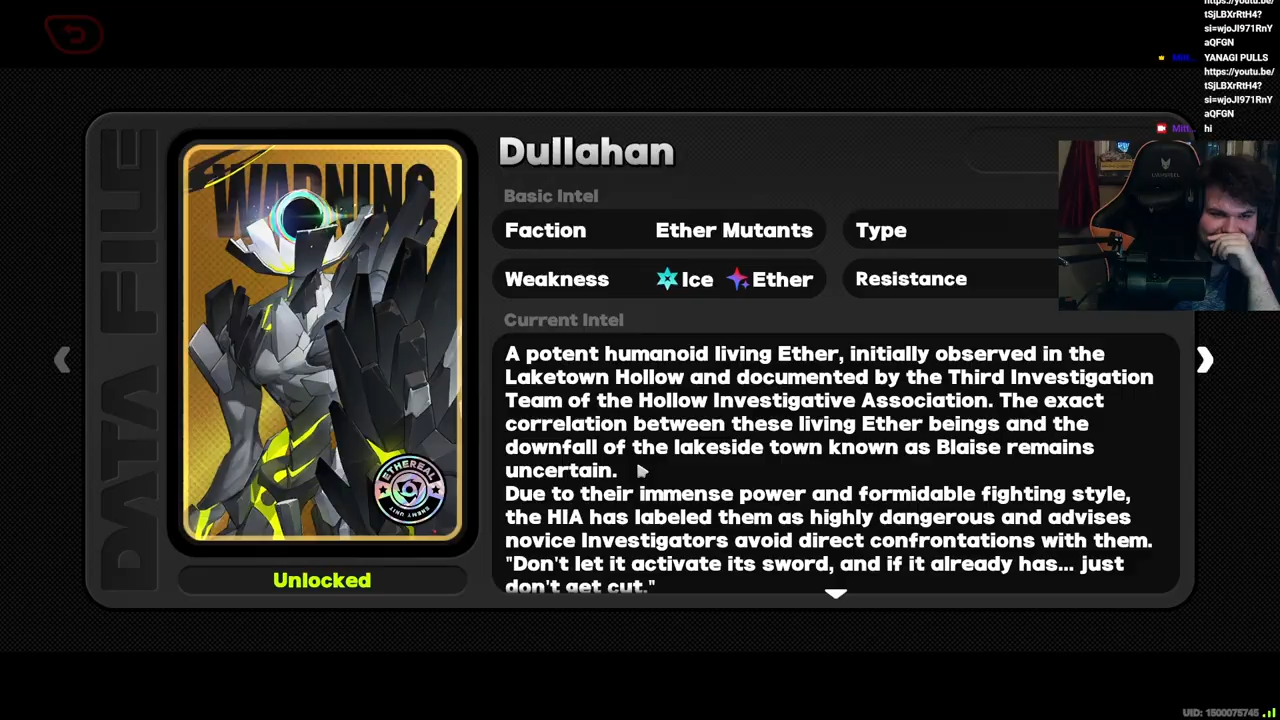 https://youtu.be/
tSjLBXrRtH4?
si=wjoJI971RnY
aQFGN
YANAGI PULLS
https://youtu.be/
tSjLBXrRtH4?
si=wjoJI971RnY
aQFGN
hi
DATA FILE
WARNING
ETHEREAL
ENEMY UNIT
Unlocked
Dullahan
Basic Intel
Faction Ether Mutants Type
Weakness Ice Ether Resistance
Current Intel
A potent humanoid living Ether, initially observed in the
Laketown Hollow and documented by the Third Investigation
Team of the Hollow Investigative Association. The exact
correlation between these living Ether beings and the
downfall of the lakeside town known as Blaise remains
uncertain.
Due to their immense power and formidable fighting style,
the HIA has labeled them as highly dangerous and advises
novice Investigators avoid direct confrontations with them.
"Don't let it activate its sword, and if it already has... just
don't get cut."
UID: 1500075745